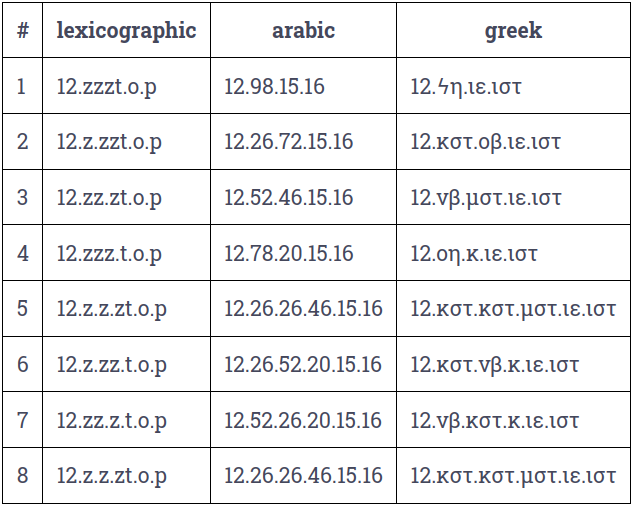 # lexicographic arabic greek
1 12.zzzt.o.p 12.98.15.16 12.ϟη.ιε.ιστ
2 12.z.zzt.o.p 12.26.72.15.16 12.κστ.οβ.ιε.ιστ
3 12.zz.zt.o.p 12.52.46.15.16 12.νβ.μστ.ιε.ιστ
4 12.zzz.t.o.p 12.78.20.15.16 12.οη.κ.ιε.ιστ
5 12.z.z.zt.o.p 12.26.26.46.15.16 12.κστ.κστ.μστ.ιε.ιστ
6 12.z.zz.t.o.p 12.26.52.20.15.16 12.κστ.νβ.κ.ιε.ιστ
7 12.zz.z.t.o.p 12.52.26.20.15.16 12.νβ.κστ.κ.ιε.ιστ
8 12.z.z.zt.o.p 12.26.26.46.15.16 12.κστ.κστ.μστ.ιε.ιστ